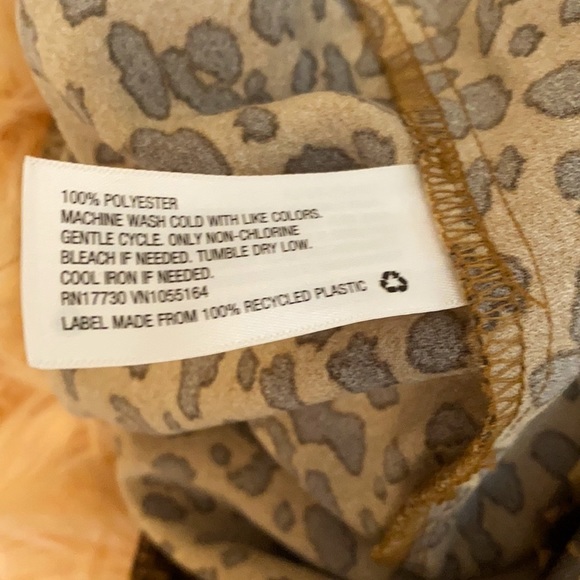 100% POLYESTER
MACHINE WASH COLD WITH LIKE COLORS.
GENTLE CYCLE. ONLY NON-CHLORINE
BLEACH IF NEEDED. TUMBLE DRY LOW.
COOL IRON IF NEEDED.
RN17730 VN1055164
LABEL MADE FROM 100% RECYCLED PLASTIC